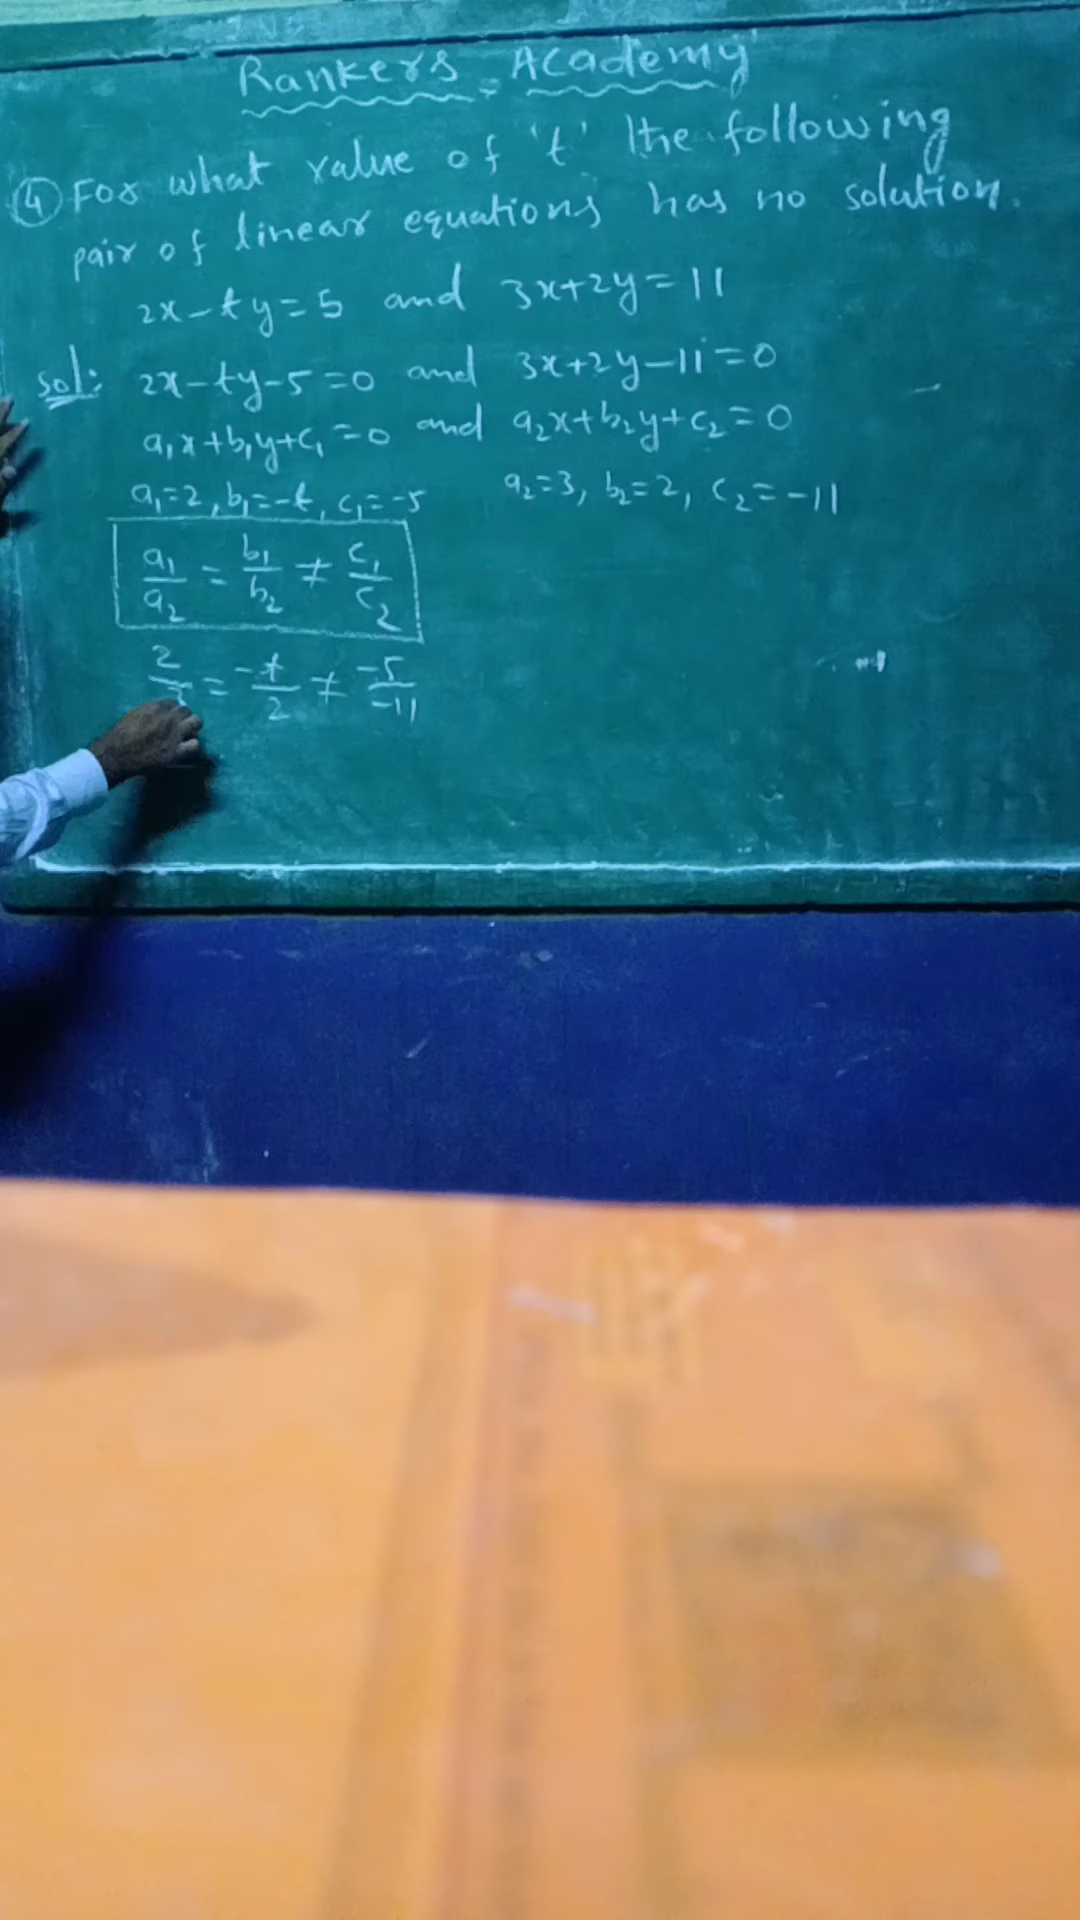 Rankers Academy
④ For what value of 't' the following
pair of linear equations has no solution.
2x-ty=5 and 3x+2y=11
Sol: 2x-ty-5=0 and 3x+2y-11=0
a₁x+b₁y+c₁=0 and a₂x+b₂y+c₂=0
a₁=2, b₁=-t, c₁=-5 a₂=3, b₂=2, c₂=-11
a₁/a₂ = b₁/b₂ ≠ c₁/c₂
2/3 = -t/2 ≠ -5/-11